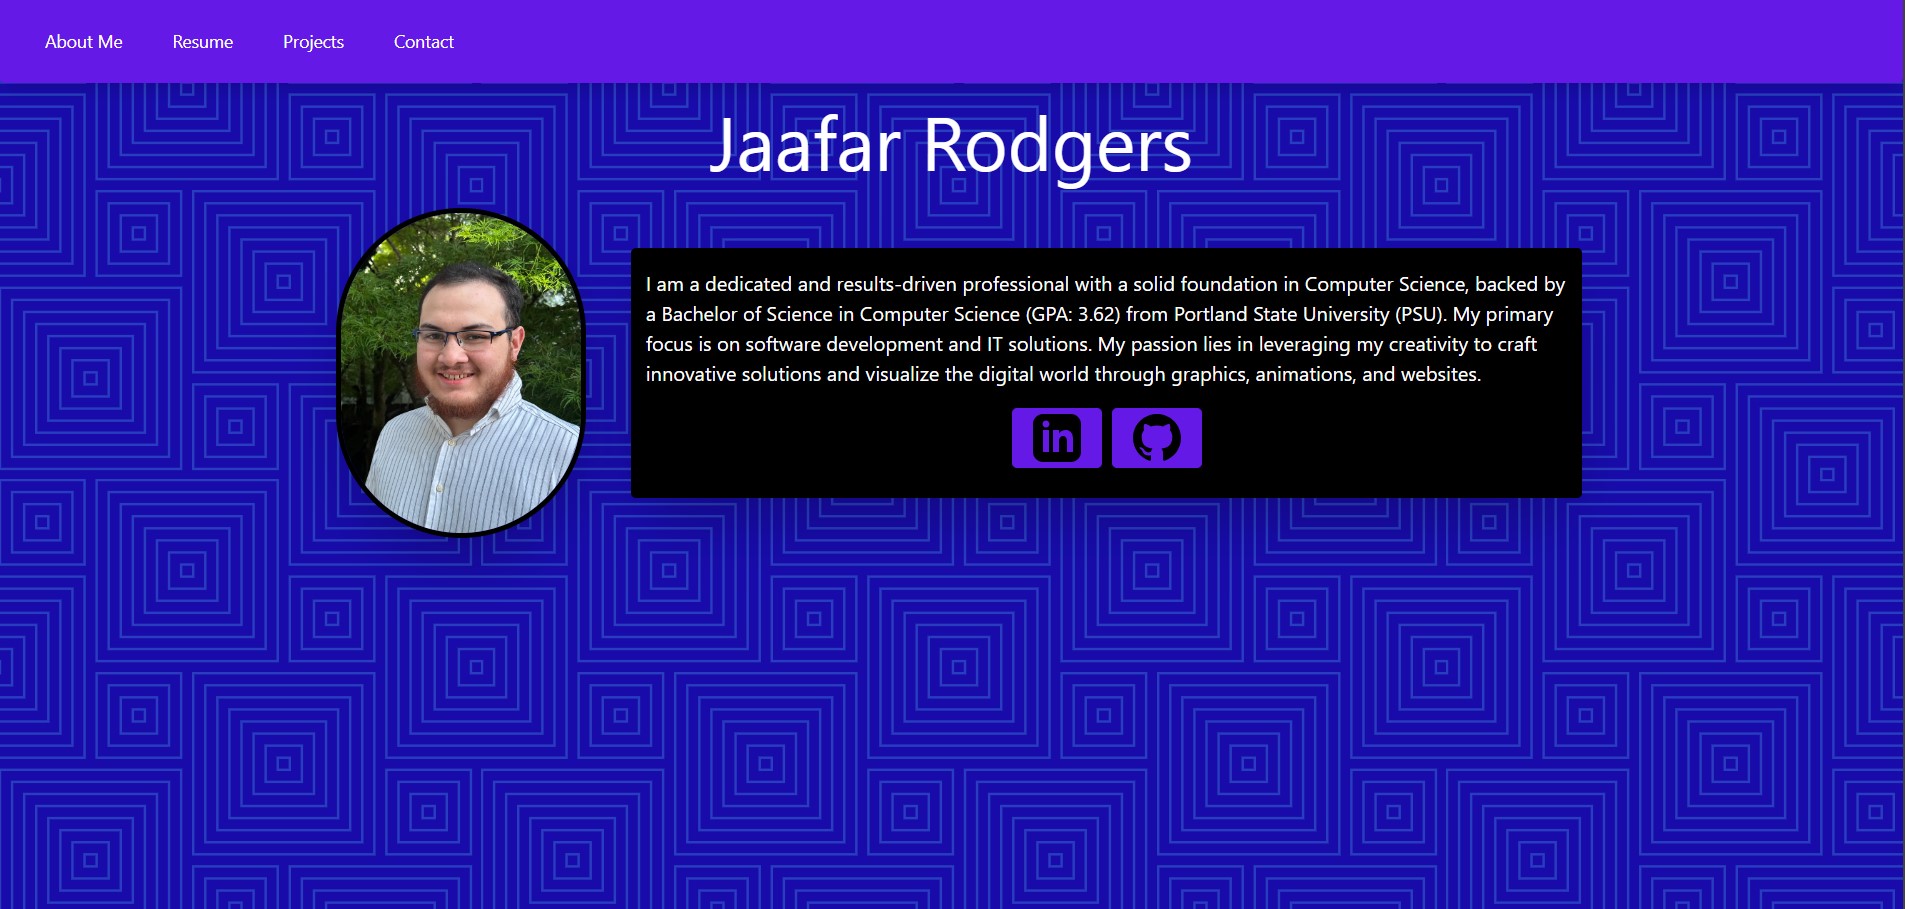 About Me Resume Projects Contact
Jaafar Rodgers
I am a dedicated and results-driven professional with a solid foundation in Computer Science, backed by
a Bachelor of Science in Computer Science (GPA: 3.62) from Portland State University (PSU). My primary
focus is on software development and IT solutions. My passion lies in leveraging my creativity to craft
innovative solutions and visualize the digital world through graphics, animations, and websites.
in